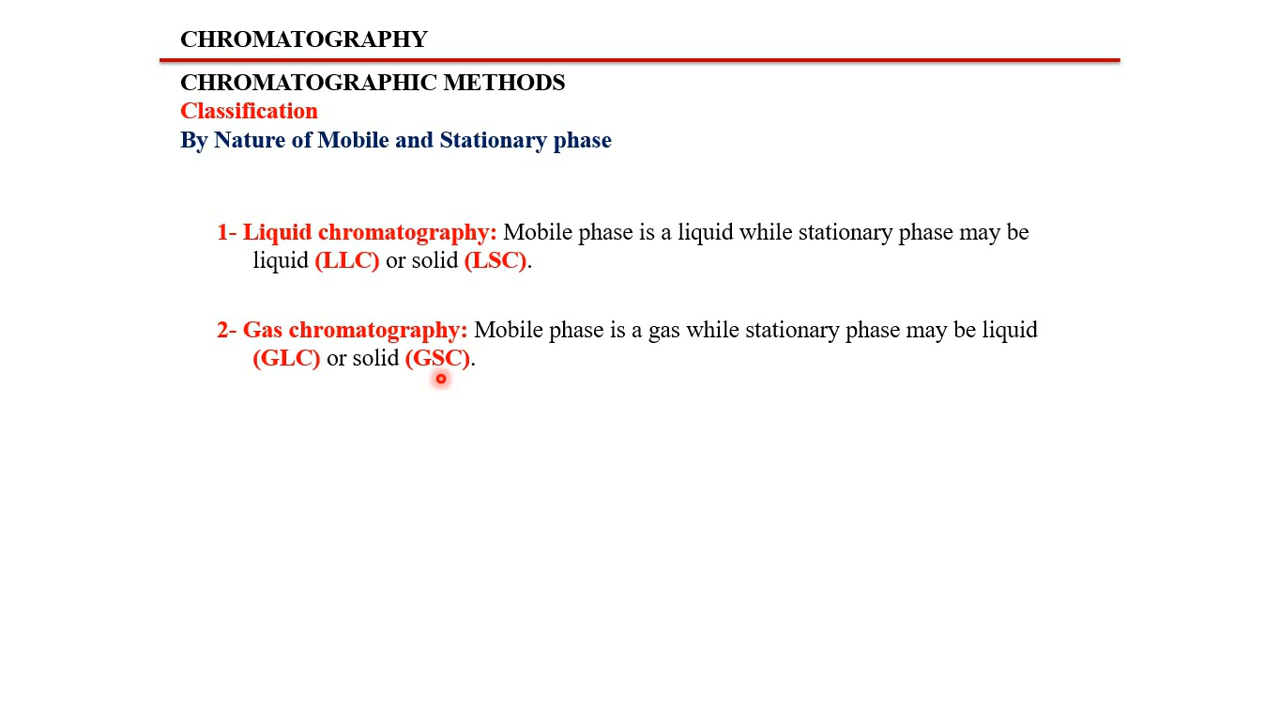 CHROMATOGRAPHY
CHROMATOGRAPHIC METHODS
Classification
By Nature of Mobile and Stationary phase
1- Liquid chromatography: Mobile phase is a liquid while stationary phase may be
liquid (LLC) or solid (LSC).
2- Gas chromatography: Mobile phase is a gas while stationary phase may be liquid
(GLC) or solid (GSC).